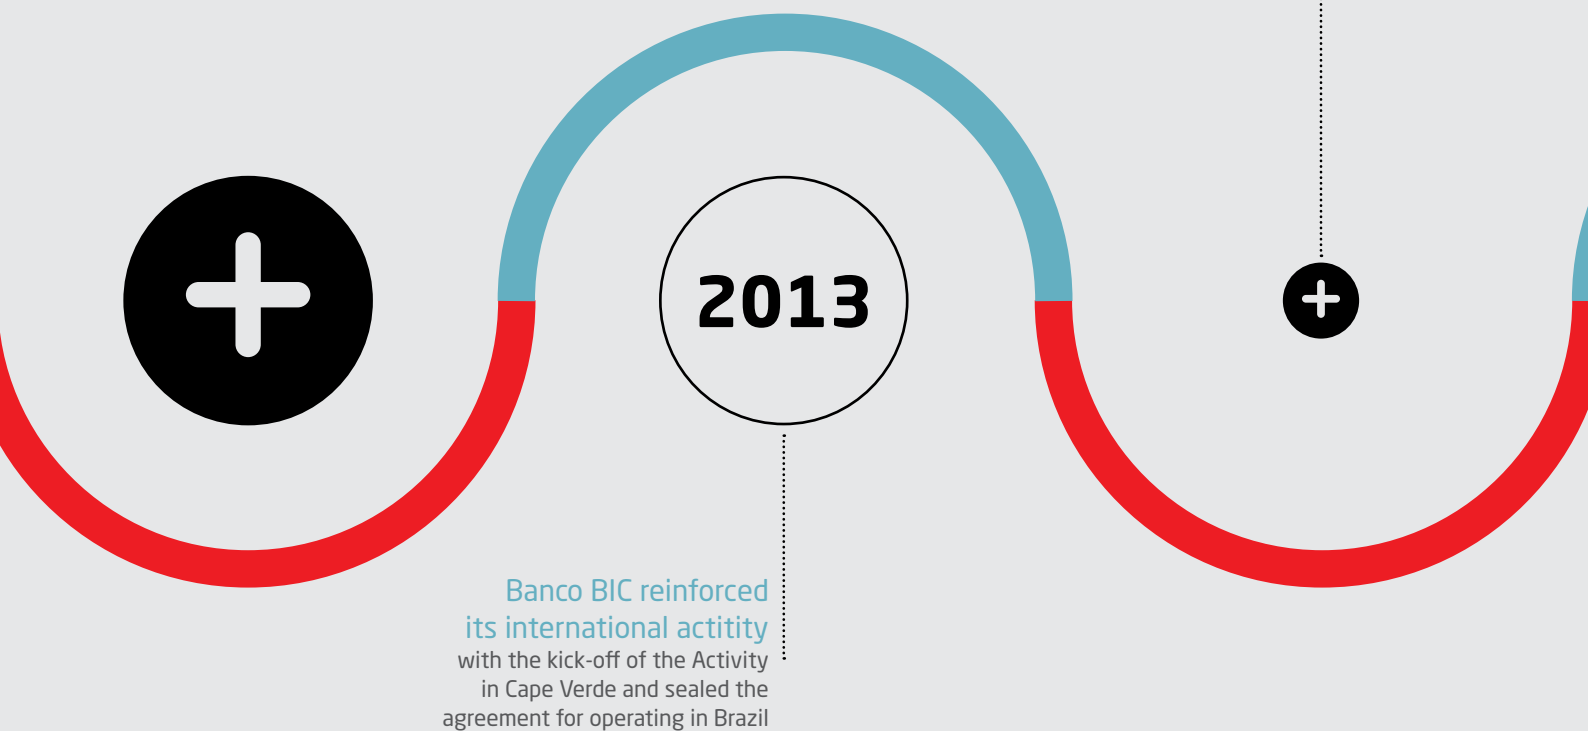 2013
Banco BIC reinforced
its international actitity
with the kick-off of the Activity
in Cape Verde and sealed the
agreement for operating in Brazil